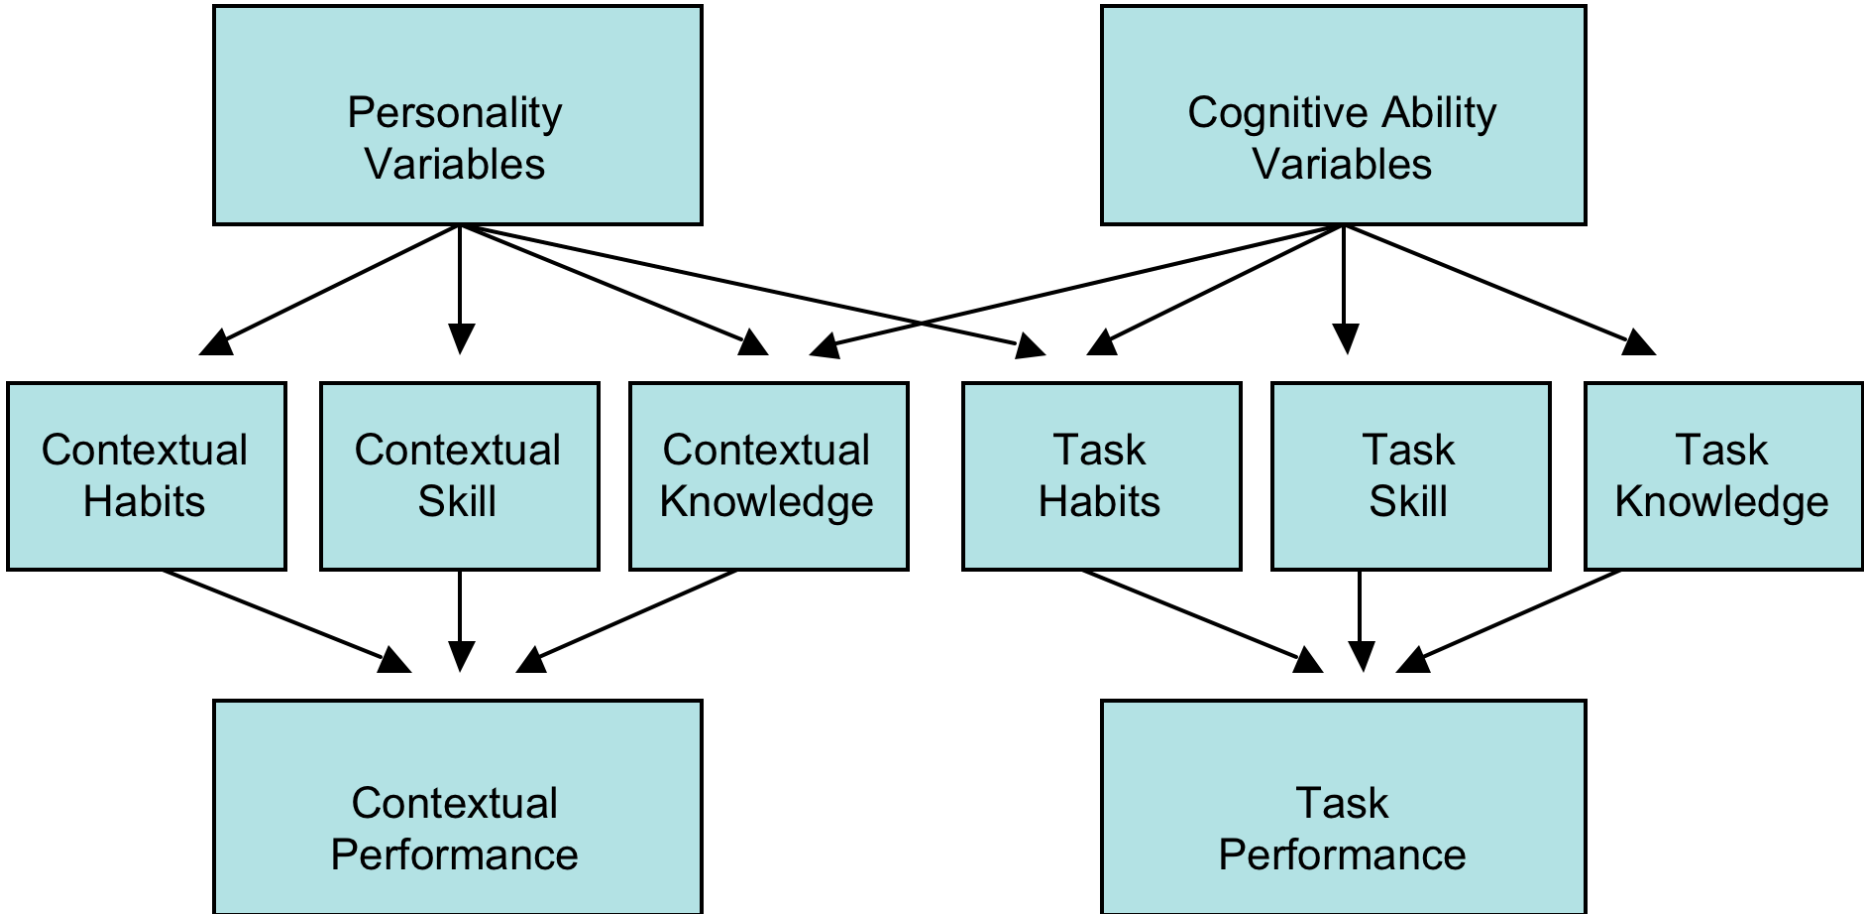 Personality
Variables
Cognitive Ability
Variables
Contextual
Habits
Contextual
Skill
Contextual
Knowledge
Task
Habits
Task
Skill
Task
Knowledge
Contextual
Performance
Task
Performance